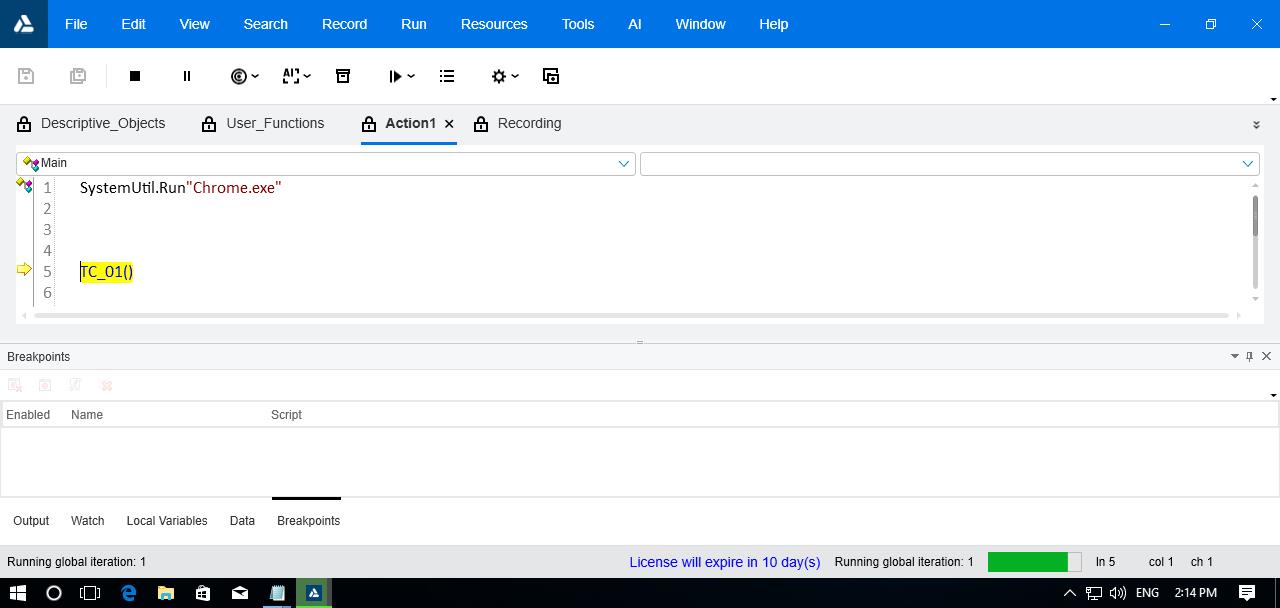 File Edit View Search Record Run Resources Tools AI Window Help
Descriptive_Objects User_Functions Action1 Recording
Main
1 SystemUtil.Run"Chrome.exe"
2
3
4
5 TC_01()
6
Breakpoints
Enabled Name Script
Output Watch Local Variables Data Breakpoints
Running global iteration: 1 License will expire in 10 day(s) Running global iteration: 1 ln 5 col 1 ch 1
ENG 2:14 PM